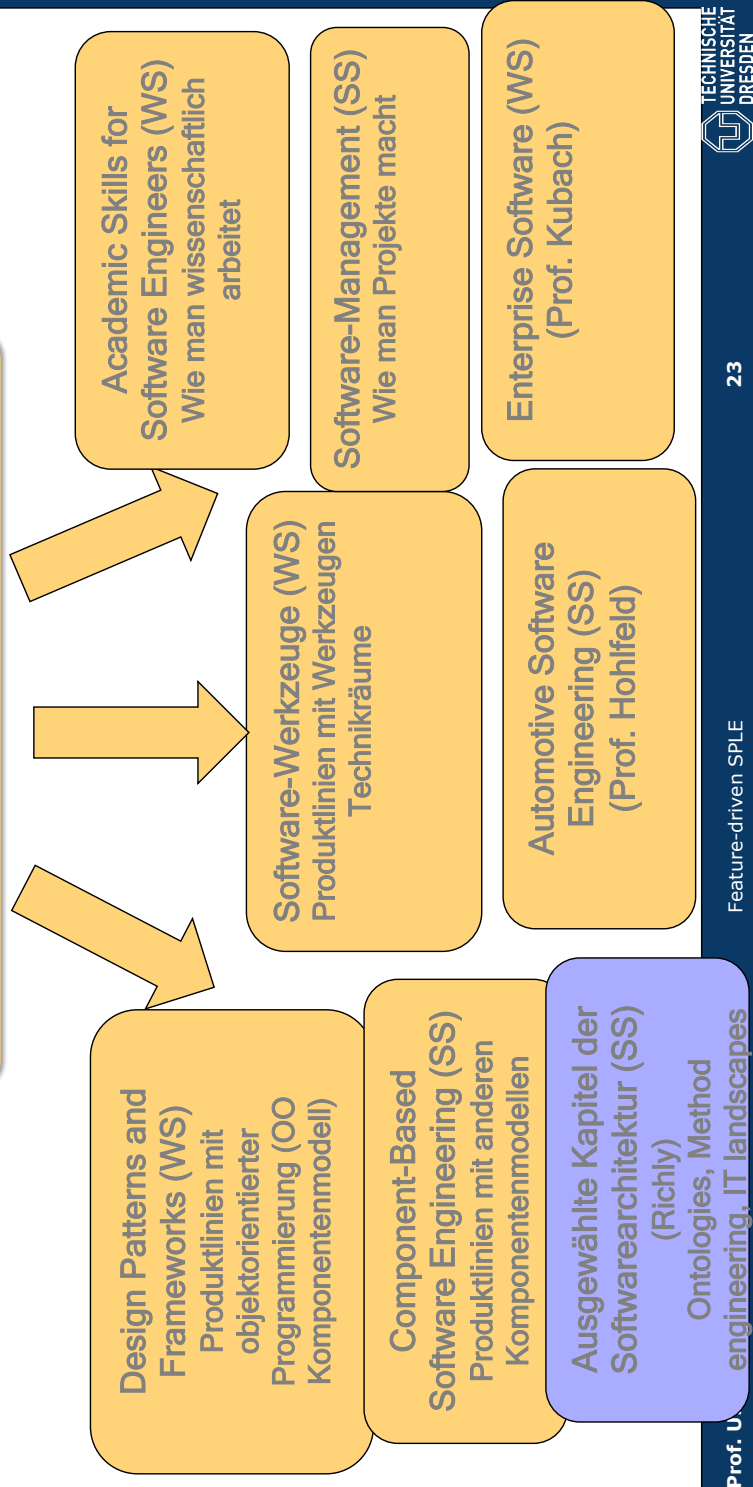 Design Patterns and
Frameworks (WS)
Produktlinien mit
objektorientierter
Programmierung (OO
Komponentenmodell)
Component-Based
Software Engineering (SS)
Produktlinien mit anderen
Komponentenmodellen
Ausgewählte Kapitel der
Softwarearchitektur (SS)
(Richly)
Ontologies, Method
engineering, IT landscapes
Software-Werkzeuge (WS)
Produktlinien mit Werkzeugen
Technikräume
Automotive Software
Engineering (SS)
(Prof. Hohlfeld)
Academic Skills for
Software Engineers (WS)
Wie man wissenschaftlich
arbeitet
Software-Management (SS)
Wie man Projekte macht
Enterprise Software (WS)
(Prof. Kubach)
Prof. U.
Feature-driven SPLE
23
TECHNISCHE
UNIVERSITÄT
DRESDEN